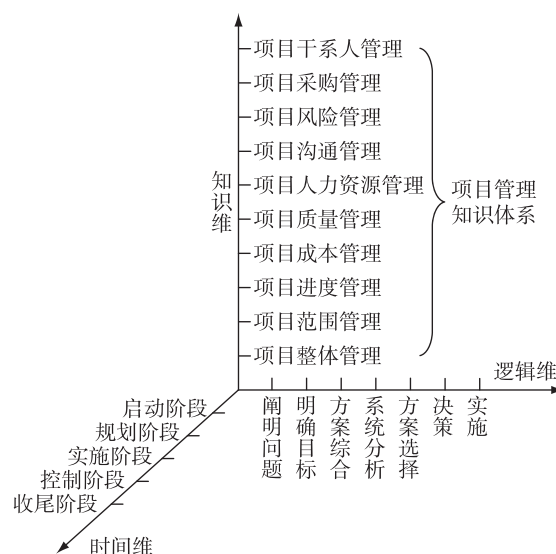 项目干系人管理
项目采购管理
项目风险管理
项目沟通管理
项目人力资源管理
项目质量管理
项目成本管理
项目进度管理
项目范围管理
项目整体管理
知识维
项目管理
知识体系
逻辑维
阐明问题
明确目标
方案综合
系统分析
方案选择
决策
实施
启动阶段
规划阶段
实施阶段
控制阶段
收尾阶段
时间维